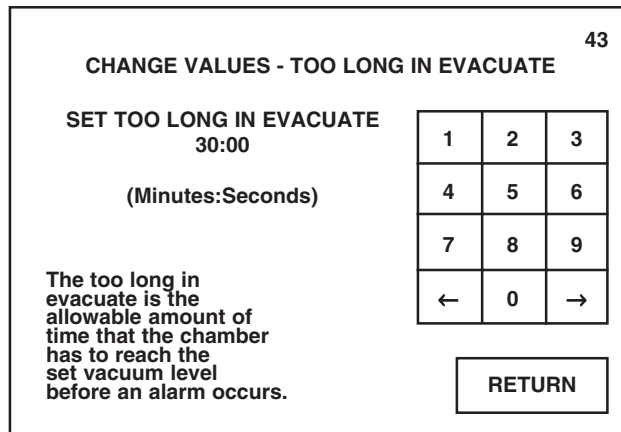 43
CHANGE VALUES - TOO LONG IN EVACUATE
SET TOO LONG IN EVACUATE
30:00
(Minutes:Seconds)
The too long in
evacuate is the
allowable amount of
time that the chamber
has to reach the
set vacuum level
before an alarm occurs.
1 2 3
4 5 6
7 8 9
← 0 →
RETURN